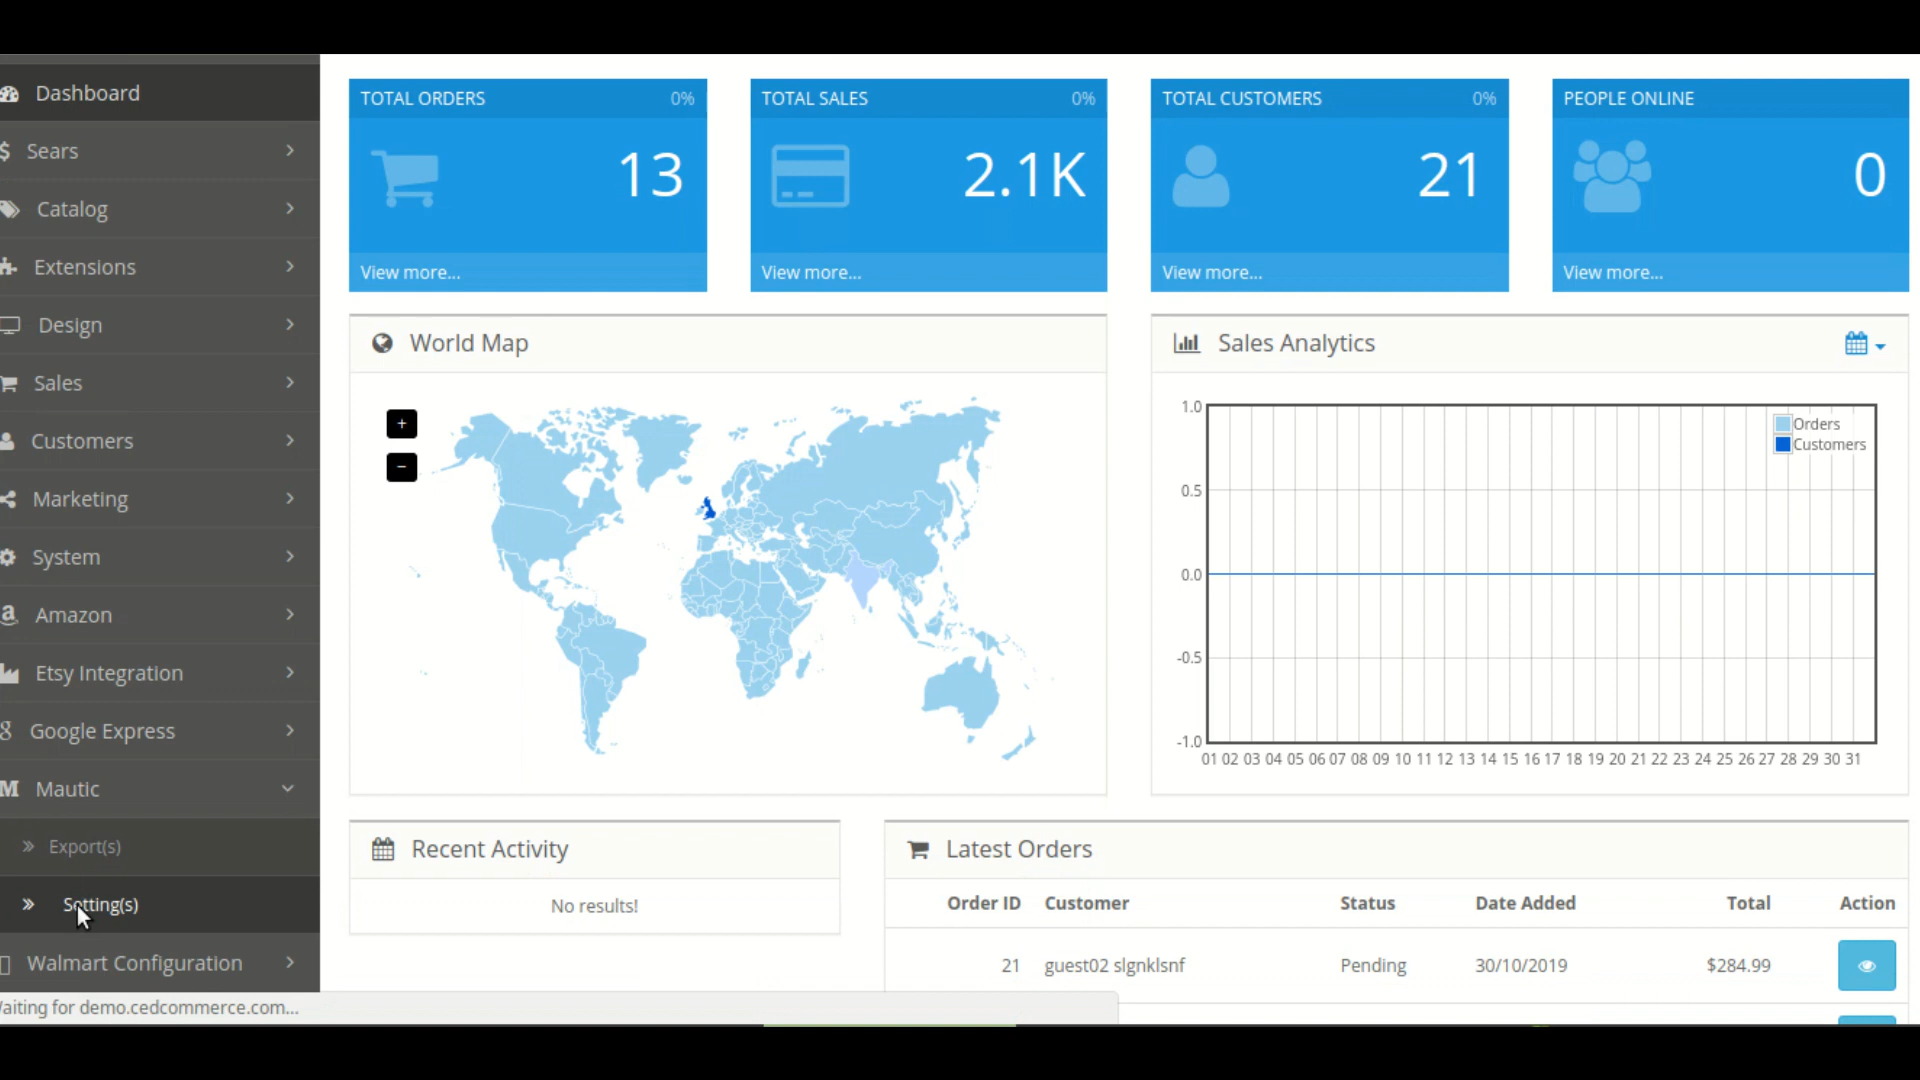 Dashboard
Sears
Catalog
Extensions
Design
Sales
Customers
Marketing
System
Amazon
Etsy Integration
Google Express
Mautic
Export(s)
Setting(s)
Walmart Configuration
Waiting for demo.cedcommerce.com...
TOTAL ORDERS 0%
13
View more...
TOTAL SALES 0%
2.1K
View more...
TOTAL CUSTOMERS 0%
21
View more...
PEOPLE ONLINE
0
View more...
World Map
+
−
Sales Analytics
1.0
0.5
0.0
-0.5
-1.0
Orders
Customers
01 02 03 04 05 06 07 08 09 10 11 12 13 14 15 16 17 18 19 20 21 22 23 24 25 26 27 28 29 30 31
Recent Activity
No results!
Latest Orders
Order ID Customer Status Date Added Total Action
21 guest02 slgnklsnf Pending 30/10/2019 $284.99